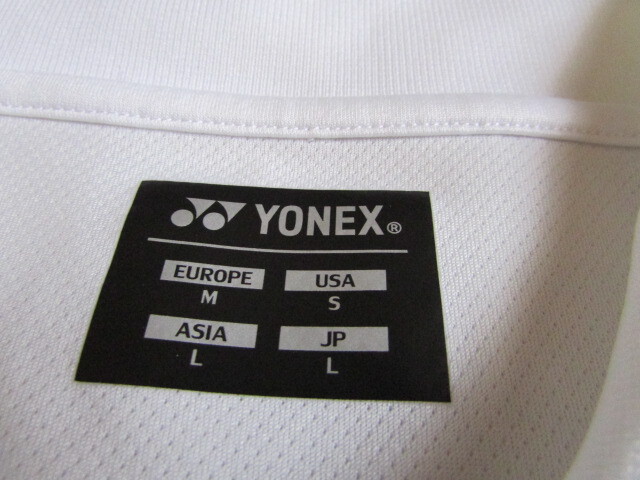 YONEX®
EUROPE USA
M S
ASIA JP
L L